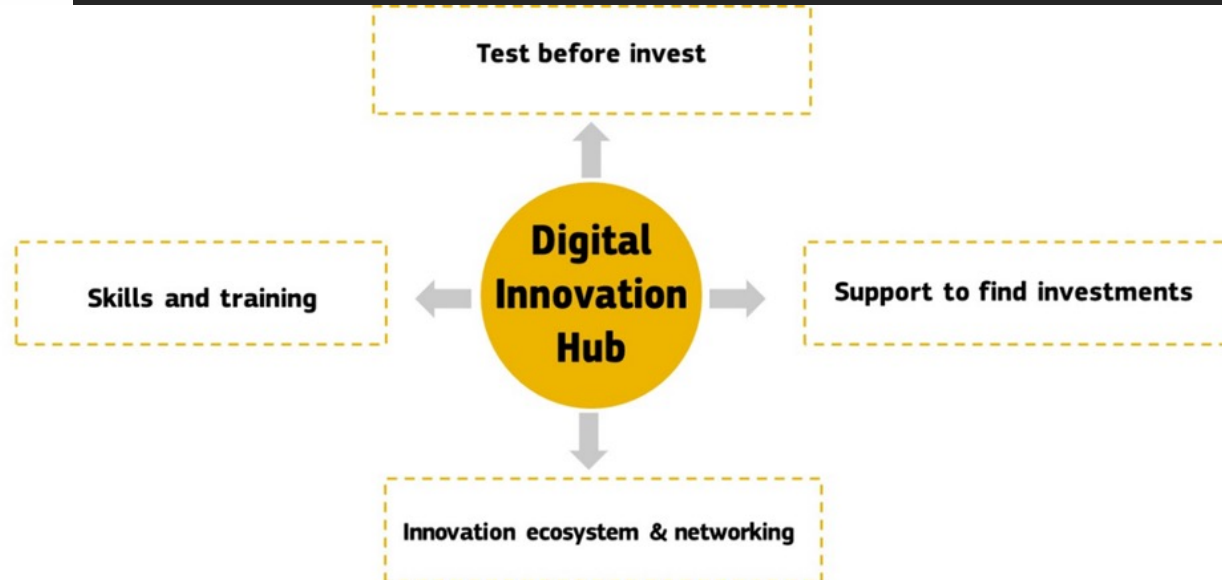 Test before invest
Digital
Innovation
Hub
Skills and training
Support to find investments
Innovation ecosystem & networking